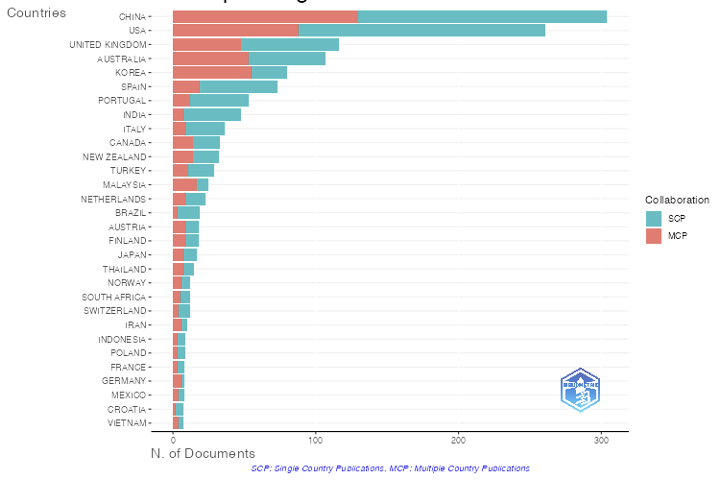 Countries
CHINA
USA
UNITED KINGDOM
AUSTRALIA
KOREA
SPAIN
PORTUGAL
INDIA
ITALY
CANADA
NEW ZEALAND
TURKEY
MALAYSIA
NETHERLANDS
BRAZIL
AUSTRIA
FINLAND
JAPAN
THAILAND
NORWAY
SOUTH AFRICA
SWITZERLAND
IRAN
INDONESIA
POLAND
FRANCE
GERMANY
MEXICO
CROATIA
VIETNAM
0 100 200 300
N. of Documents
SCP: Single Country Publications, MCP: Multiple Country Publications
Collaboration
SCP
MCP